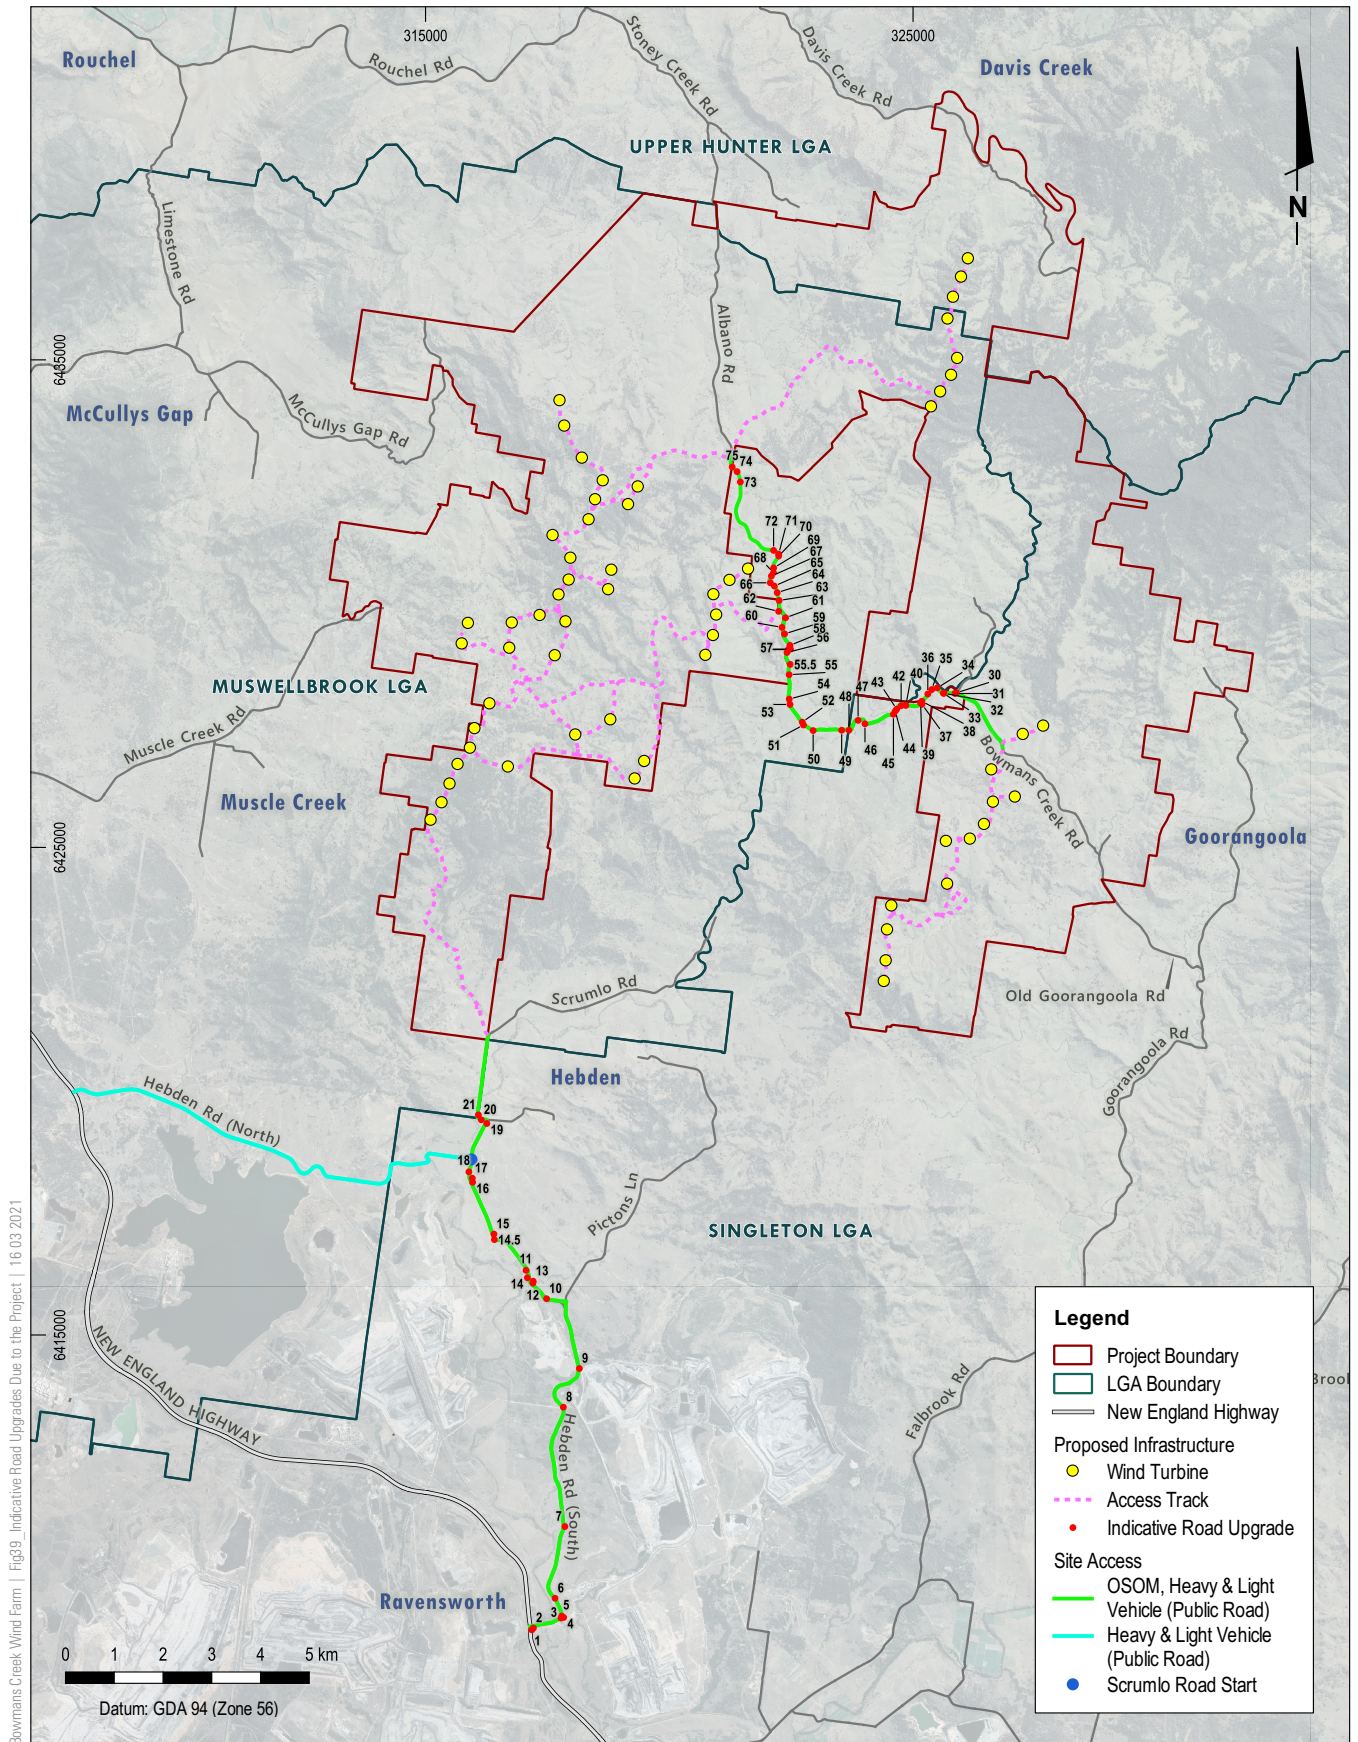 315000
325000
Rouchel
Rouchel Rd
Stoney Creek Rd
Davis Creek Rd
Davis Creek
UPPER HUNTER LGA
N
Limestone Rd
Albano Rd
6435000
McCullys Gap
McCullys Gap Rd
75
74
73
72
71
70
69
68
67
65
66
64
63
62
61
60
59
58
57
56
55.5
55
54
53
52
51
50
49
48
47
46
45
44
43
42
40
39
38
37
36
35
34
33
32
31
30
MUSWELLBROOK LGA
Muscle Creek Rd
Muscle Creek
Bowmans Creek Rd
Goorangoola
6425000
Scrumlo Rd
Old Goorangoola Rd
Goorangoola Rd
Hebden
Hebden Rd (North)
21
20
19
18
17
16
15
14.5
11
13
14
12
10
Pictons Ln
SINGLETON LGA
6415000
NEW ENGLAND HIGHWAY
9
8
Hebden Rd (South)
7
6
5
3
4
2
1
Falbrook Rd
Brool
Ravensworth
Legend
Project Boundary
LGA Boundary
New England Highway
Proposed Infrastructure
Wind Turbine
Access Track
Indicative Road Upgrade
Site Access
OSOM, Heavy & Light
Vehicle (Public Road)
Heavy & Light Vehicle
(Public Road)
Scrumlo Road Start
0 1 2 3 4 5 km
Datum: GDA 94 (Zone 56)
Bowmans Creek Wind Farm | Fig39_Indicative Road Upgrades Due to the Project | 16 03 2021